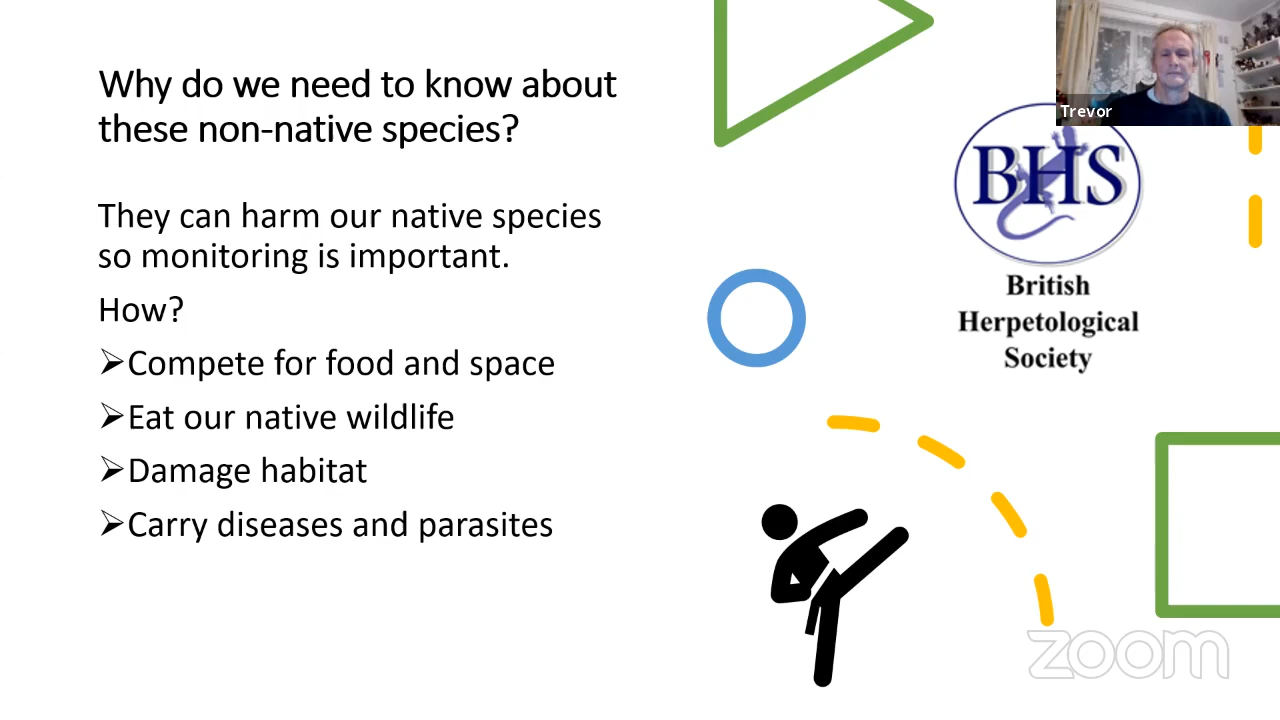 Why do we need to know about
these non-native species?
They can harm our native species
so monitoring is important.
How?
➢Compete for food and space
➢Eat our native wildlife
➢Damage habitat
➢Carry diseases and parasites
Trevor
BHS
British
Herpetological
Society
zoom